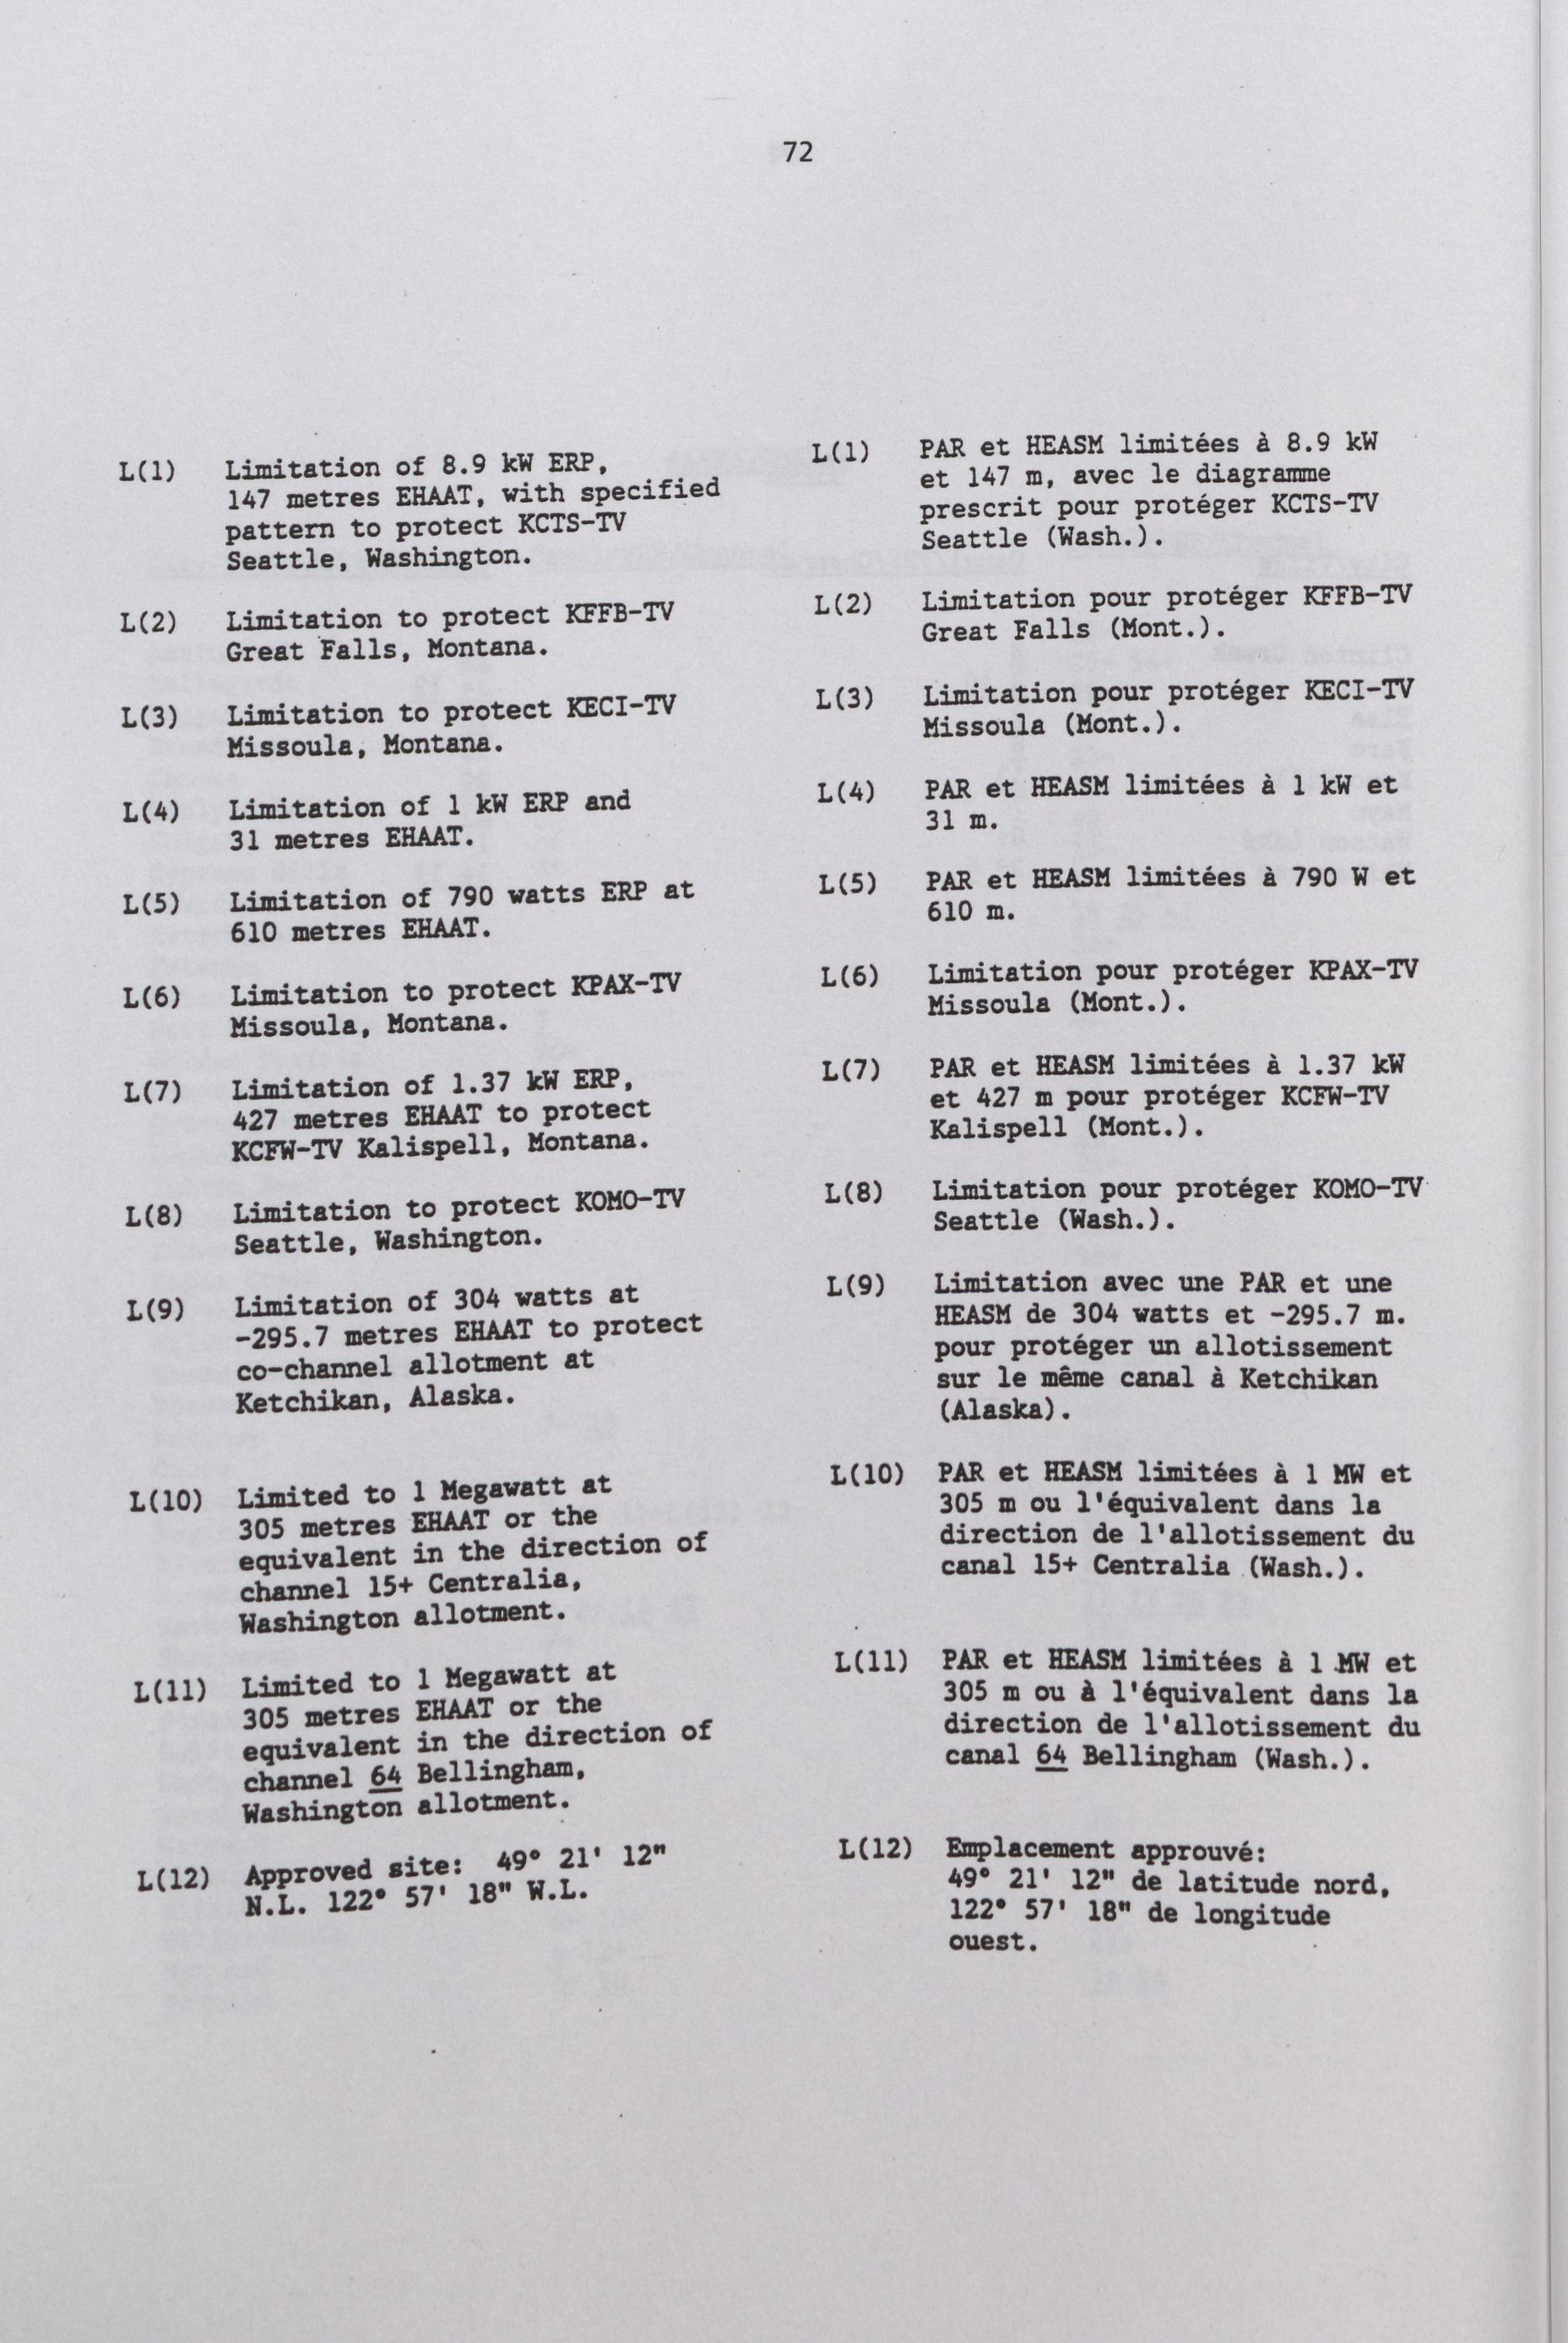 72
L(1) Limitation of 8.9 kW ERP,
147 metres EHAAT, with specified
pattern to protect KCTS-TV
Seattle, Washington.
L(2) Limitation to protect KFFB-TV
Great Falls, Montana.
L(3) Limitation to protect KECI-TV
Missoula, Montana.
L(4) Limitation of 1 kW ERP and
31 metres EHAAT.
L(5) Limitation of 790 watts ERP at
610 metres EHAAT.
L(6) Limitation to protect KPAX-TV
Missoula, Montana.
L(7) Limitation of 1.37 kW ERP,
427 metres EHAAT to protect
KCFW-TV Kalispell, Montana.
L(8) Limitation to protect KOMO-TV
Seattle, Washington.
L(9) Limitation of 304 watts at
-295.7 metres EHAAT to protect
co-channel allotment at
Ketchikan, Alaska.
L(10) Limited to 1 Megawatt at
305 metres EHAAT or the
equivalent in the direction of
channel 15+ Centralia,
Washington allotment.
L(11) Limited to 1 Megawatt at
305 metres EHAAT or the
equivalent in the direction of
channel 64 Bellingham,
Washington allotment.
L(12) Approved site: 49° 21' 12"
N.L. 122° 57' 18" W.L.
L(1) PAR et HEASM limitées à 8.9 kW
et 147 m, avec le diagramme
prescrit pour protéger KCTS-TV
Seattle (Wash.).
L(2) Limitation pour protéger KFFB-TV
Great Falls (Mont.).
L(3) Limitation pour protéger KECI-TV
Missoula (Mont.).
L(4) PAR et HEASM limitées à 1 kW et
31 m.
L(5) PAR et HEASM limitées à 790 W et
610 m.
L(6) Limitation pour protéger KPAX-TV
Missoula (Mont.).
L(7) PAR et HEASM limitées à 1.37 kW
et 427 m pour protéger KCFW-TV
Kalispell (Mont.).
L(8) Limitation pour protéger KOMO-TV
Seattle (Wash.).
L(9) Limitation avec une PAR et une
HEASM de 304 watts et -295.7 m.
pour protéger un allotissement
sur le même canal à Ketchikan
(Alaska).
L(10) PAR et HEASM limitées à 1 MW et
305 m ou l'équivalent dans la
direction de l'allotissement du
canal 15+ Centralia (Wash.).
L(11) PAR et HEASM limitées à 1 MW et
305 m ou à l'équivalent dans la
direction de l'allotissement du
canal 64 Bellingham (Wash.).
L(12) Emplacement approuvé:
49° 21' 12" de latitude nord,
122° 57' 18" de longitude
ouest.